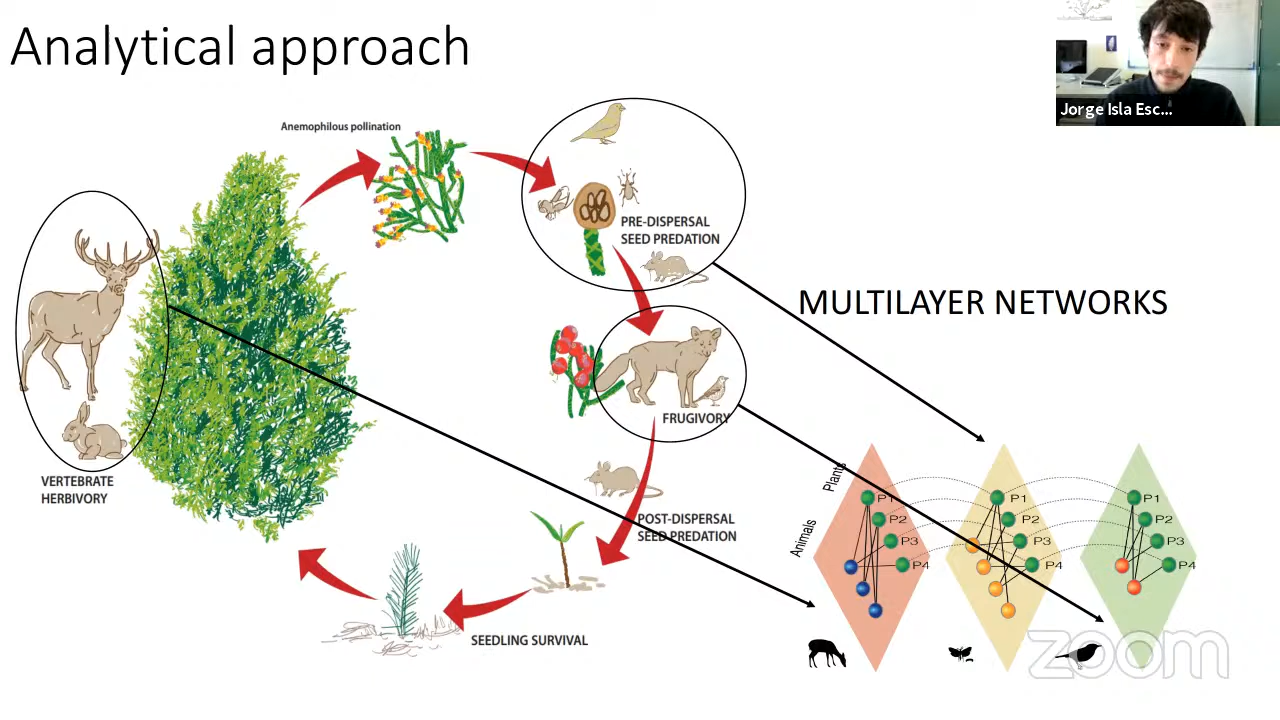 Analytical approach
Jorge Isla Esc...
Anemophilous pollination
PRE-DISPERSAL
SEED PREDATION
MULTILAYER NETWORKS
FRUGIVORY
VERTEBRATE
HERBIVORY
POST-DISPERSAL
SEED PREDATION
SEEDLING SURVIVAL
Plants
Animals
P1
P2
P3
P4
P1
P2
P3
P4
P1
P2
P3
P4
zoom